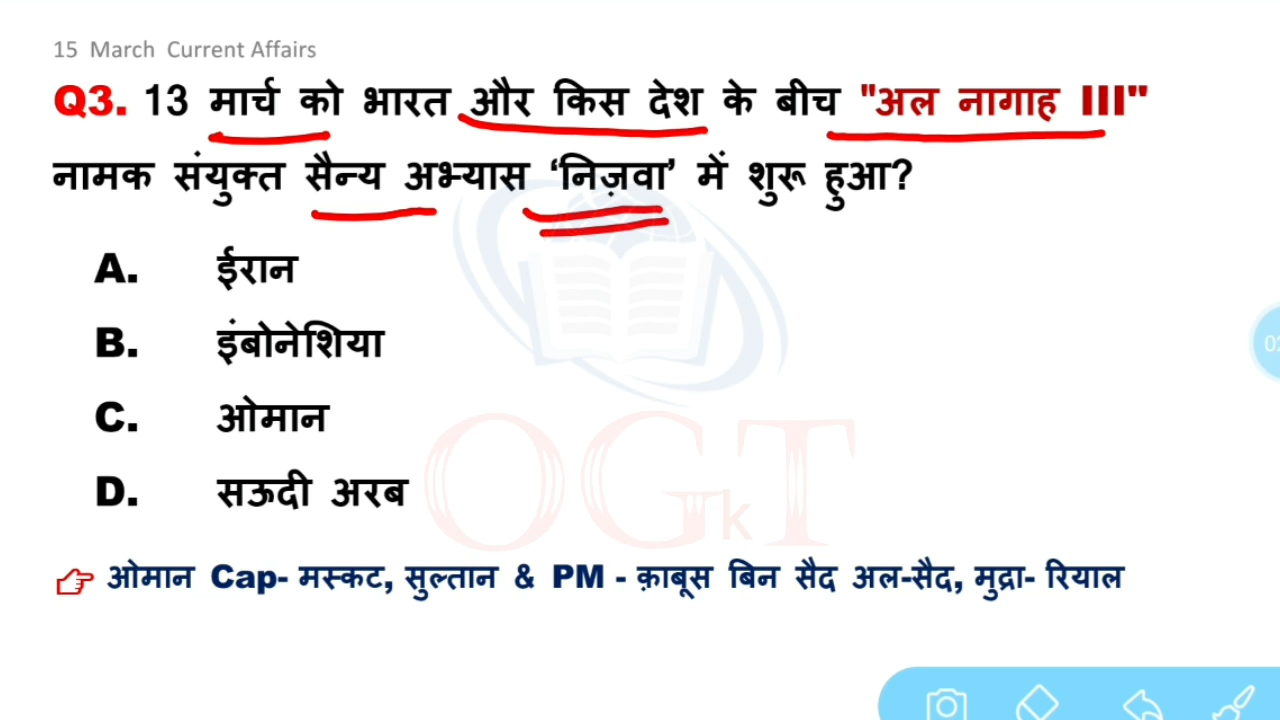 15 March Current Affairs
Q3. 13 मार्च को भारत और किस देश के बीच "अल नागाह III"
नामक संयुक्त सैन्य अभ्यास ‘निज़वा’ में शुरू हुआ?
A. ईरान
B. इंबोनेशिया
C. ओमान
D. सऊदी अरब
OGkT
ओमान Cap- मस्कट, सुल्तान & PM - क़ाबूस बिन सैद अल-सैद, मुद्रा- रियाल